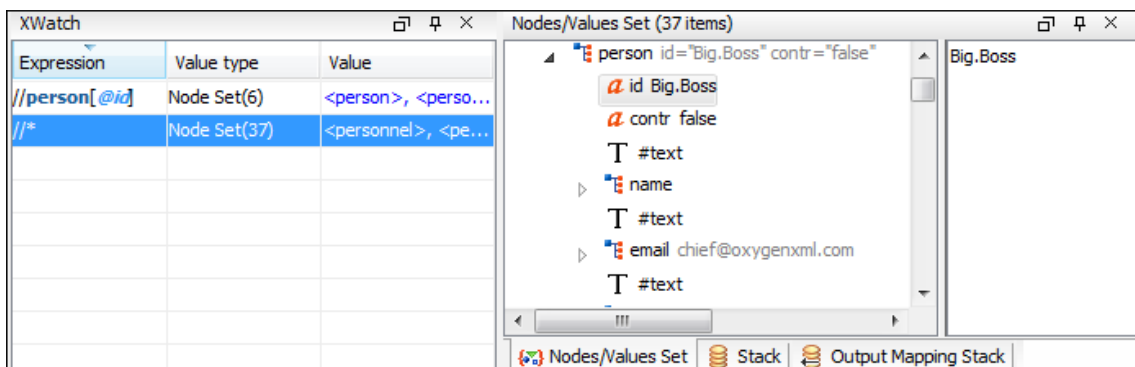 XWatch
Expression Value type Value
//person[@id] Node Set(6) <person>, <perso...
//* Node Set(37) <personnel>, <pe...
Nodes/Values Set (37 items)
person id="Big.Boss" contr="false"
a id Big.Boss
a contr false
T #text
name
T #text
email chief@oxygenxml.com
T #text
Big.Boss
Nodes/Values Set Stack Output Mapping Stack